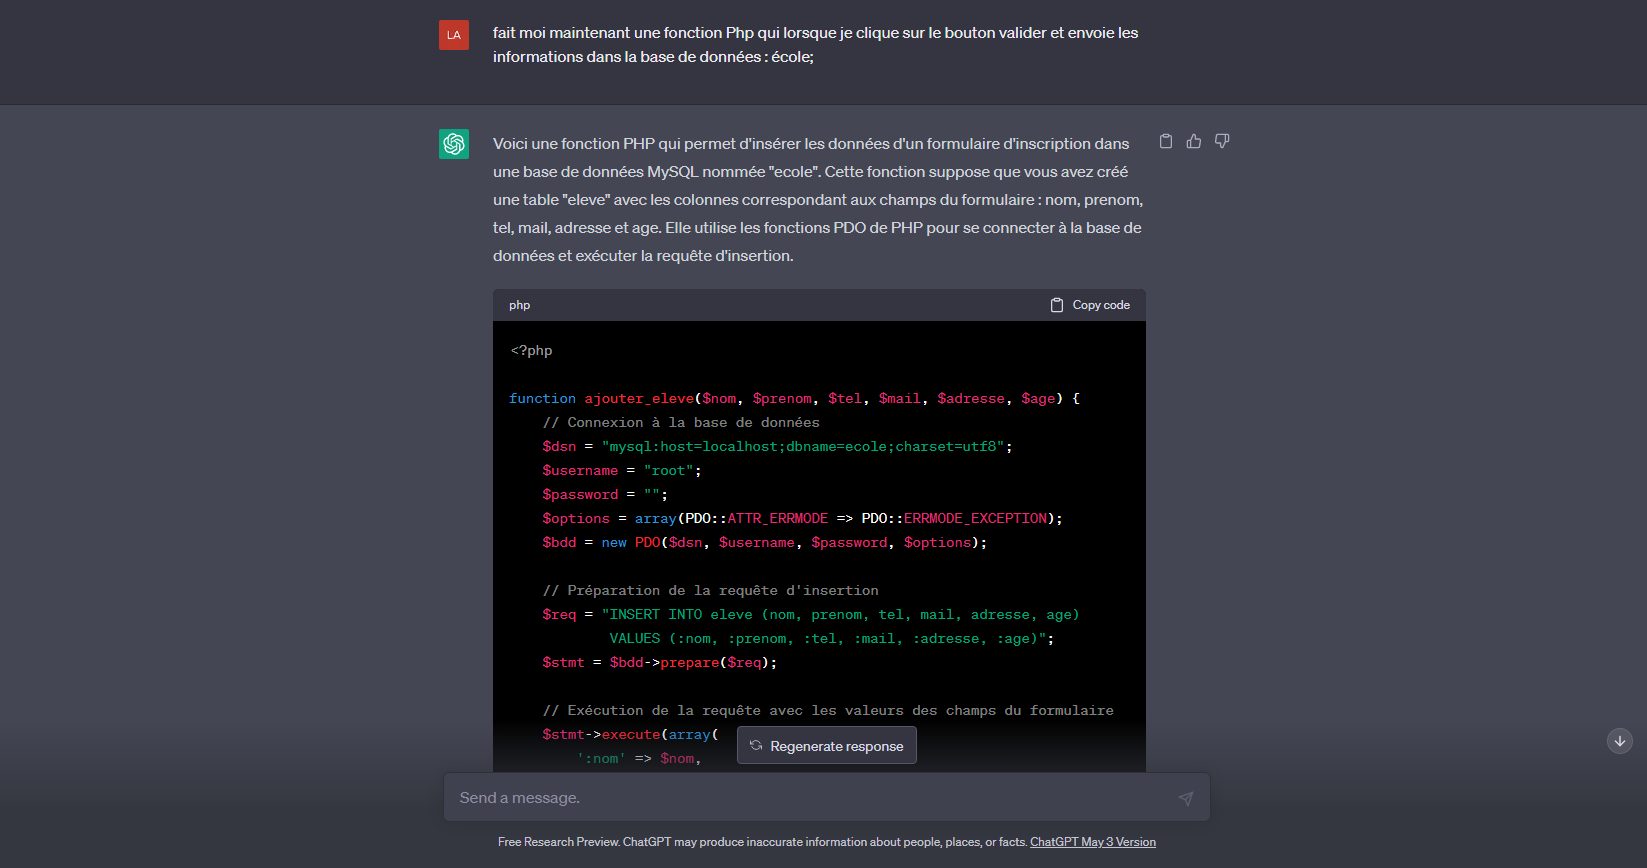 LA
fait moi maintenant une fonction Php qui lorsque je clique sur le bouton valider et envoie les
informations dans la base de données : école;
Voici une fonction PHP qui permet d'insérer les données d'un formulaire d'inscription dans
une base de données MySQL nommée "ecole". Cette fonction suppose que vous avez créé
une table "eleve" avec les colonnes correspondant aux champs du formulaire : nom, prenom,
tel, mail, adresse et age. Elle utilise les fonctions PDO de PHP pour se connecter à la base de
données et exécuter la requête d'insertion.
php
Copy code
<?php
function ajouter_eleve($nom, $prenom, $tel, $mail, $adresse, $age) {
    // Connexion à la base de données
    $dsn = "mysql:host=localhost;dbname=ecole;charset=utf8";
    $username = "root";
    $password = "";
    $options = array(PDO::ATTR_ERRMODE => PDO::ERRMODE_EXCEPTION);
    $bdd = new PDO($dsn, $username, $password, $options);
    // Préparation de la requête d'insertion
    $req = "INSERT INTO eleve (nom, prenom, tel, mail, adresse, age)
            VALUES (:nom, :prenom, :tel, :mail, :adresse, :age)";
    $stmt = $bdd->prepare($req);
    // Exécution de la requête avec les valeurs des champs du formulaire
    $stmt->execute(array(
        ':nom' => $nom,
Regenerate response
Send a message.
Free Research Preview. ChatGPT may produce inaccurate information about people, places, or facts. ChatGPT May 3 Version